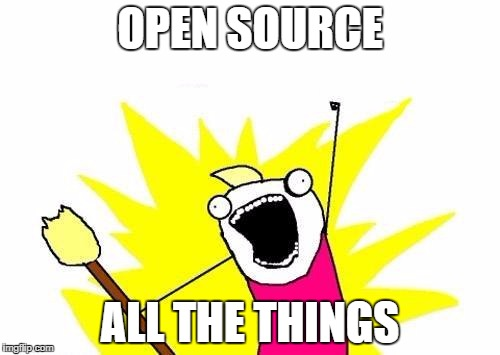 OPEN SOURCE
ALL THE THINGS
imgflip.com